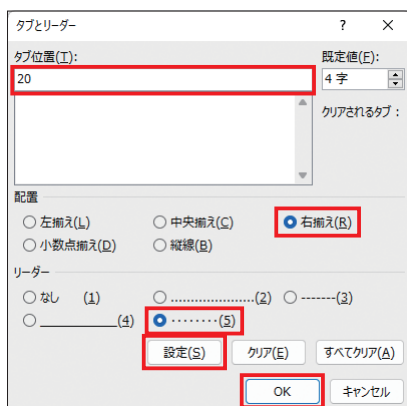 タブとリーダー ? ×
タブ位置(T): 既定値(F):
20 4 字
クリアされるタブ :
配置
左揃え(L) 中央揃え(C) 右揃え(R)
小数点揃え(D) 縦線(B)
リーダー
なし (1) .....................(2) -------(3)
___________(4) ········(5)
設定(S) クリア(E) すべてクリア(A)
OK キャンセル